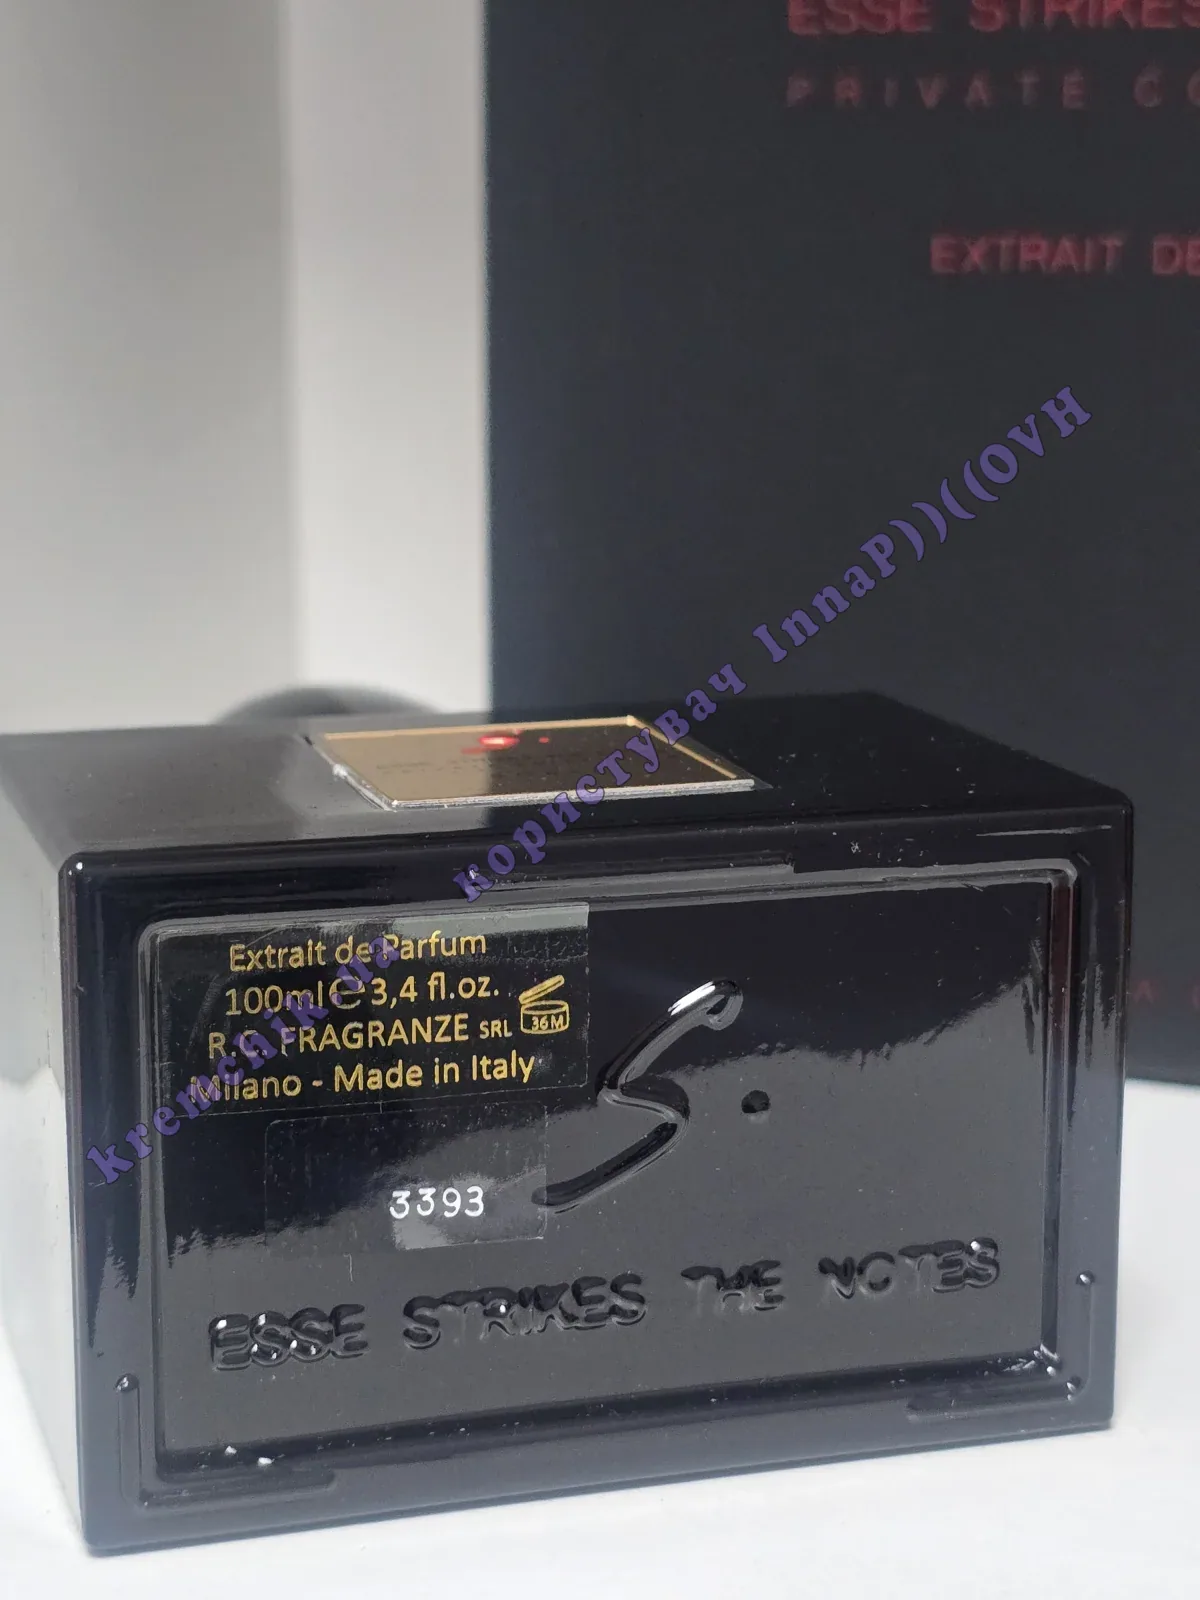 ESSE STRIKES
PRIVATE CO
EXTRAIT DE
kremchik.ua користувач InnaP))((OVH
Extrait de Parfum
100ml e 3,4 fl.oz.
36M
R.C. FRAGRANZE SRL
Milano - Made in Italy
3393
S.
ESSE STRIKES THE NOTES